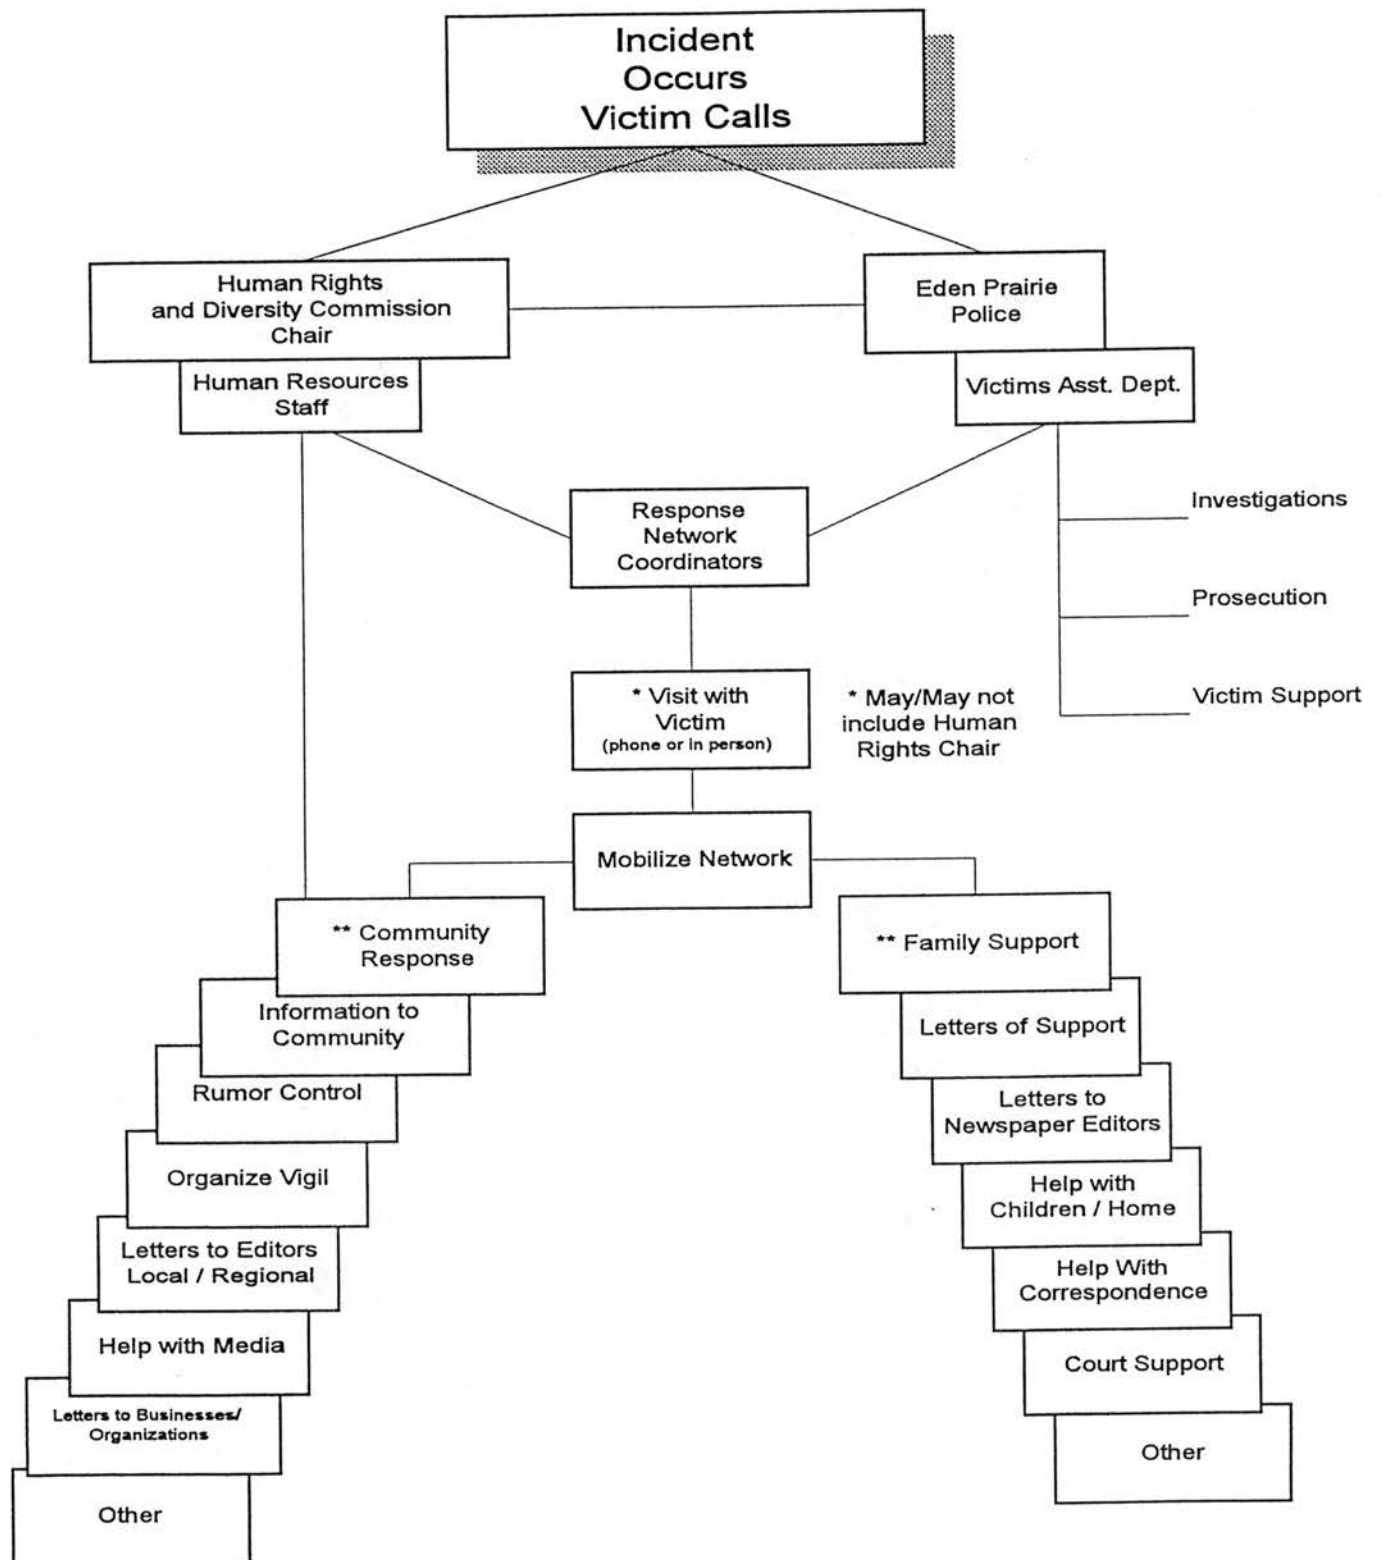 Incident
Occurs
Victim Calls
Human Rights
and Diversity Commission
Chair
Human Resources
Staff
Eden Prairie
Police
Victims Asst. Dept.
Investigations
Prosecution
Victim Support
Response
Network
Coordinators
* Visit with
Victim
(phone or in person)
* May/May not
include Human
Rights Chair
Mobilize Network
** Community
Response
Information to
Community
Rumor Control
Organize Vigil
Letters to Editors
Local / Regional
Help with Media
Letters to Businesses/
Organizations
Other
** Family Support
Letters of Support
Letters to
Newspaper Editors
Help with
Children / Home
Help With
Correspondence
Court Support
Other